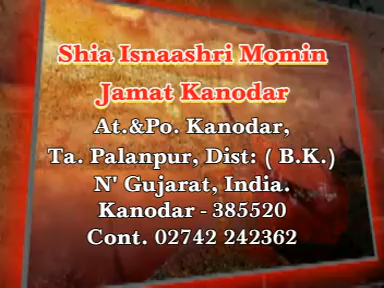 Shia Isnaashri Momin
Jamat Kanodar
At.&Po. Kanodar,
Ta. Palanpur, Dist: ( B.K.)
N' Gujarat, India.
Kanodar - 385520
Cont. 02742 242362